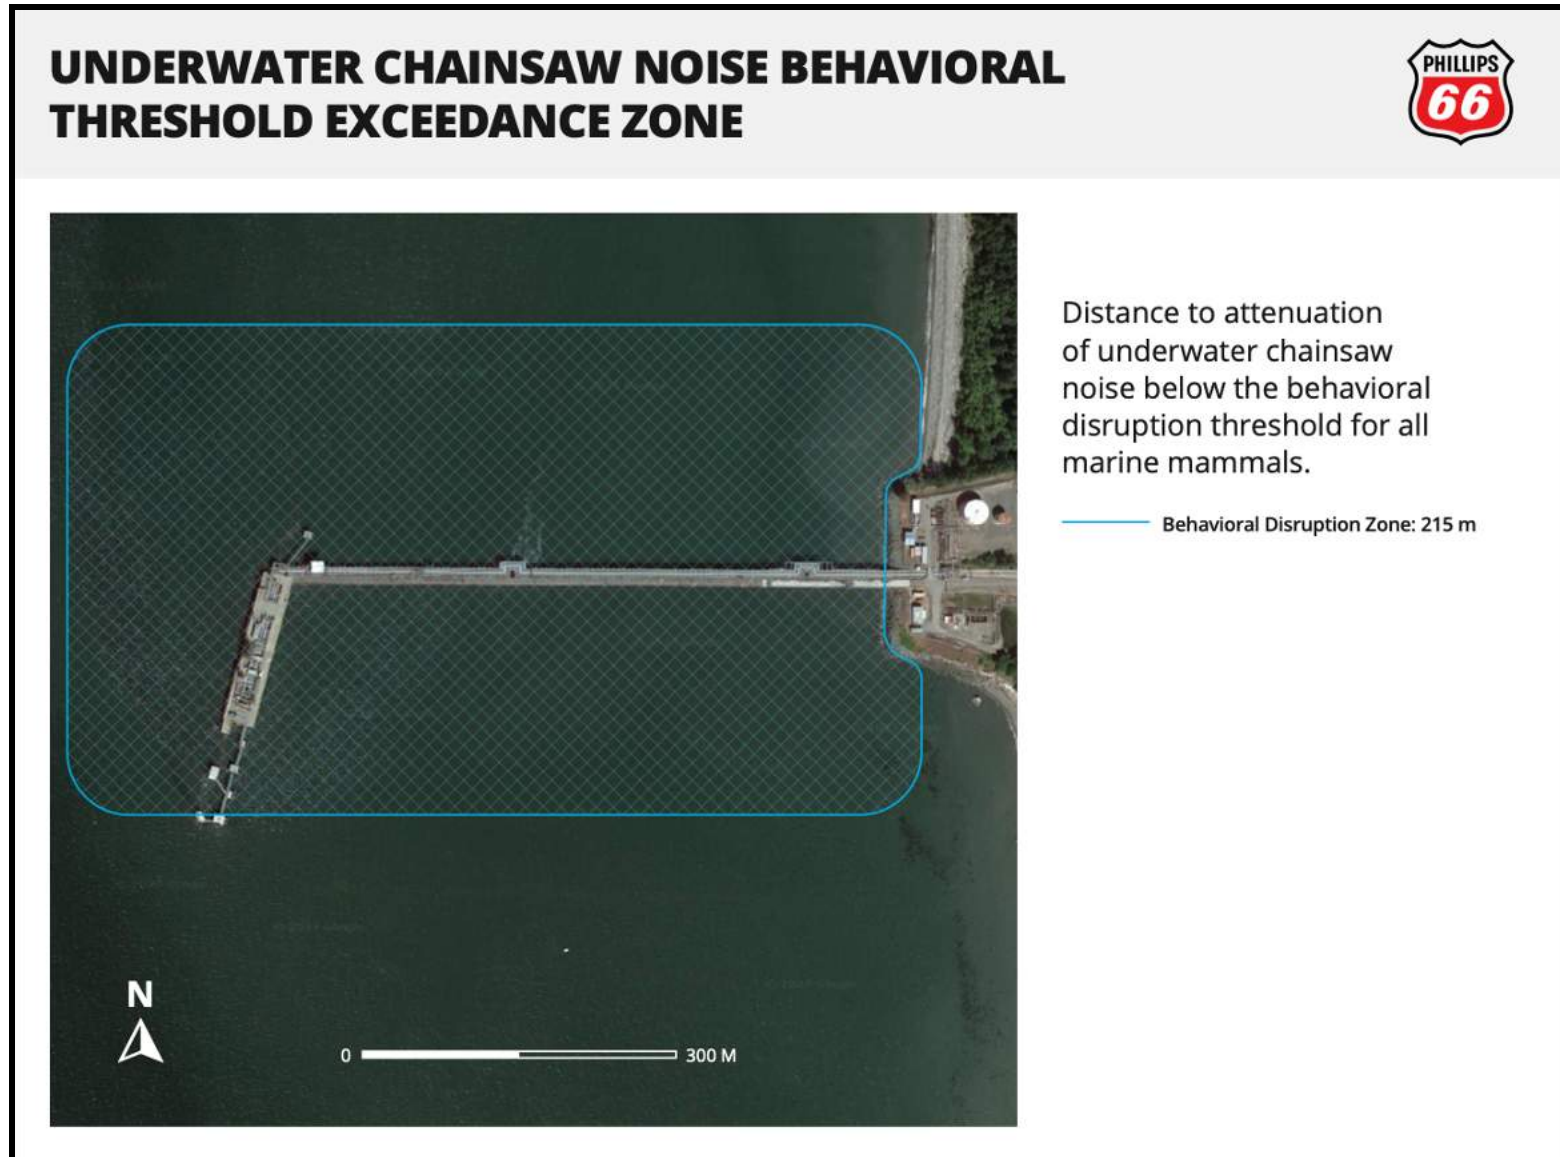 UNDERWATER CHAINSAW NOISE BEHAVIORAL
THRESHOLD EXCEEDANCE ZONE
PHILLIPS
66
Distance to attenuation
of underwater chainsaw
noise below the behavioral
disruption threshold for all
marine mammals.
Behavioral Disruption Zone: 215 m
N
0
300 M